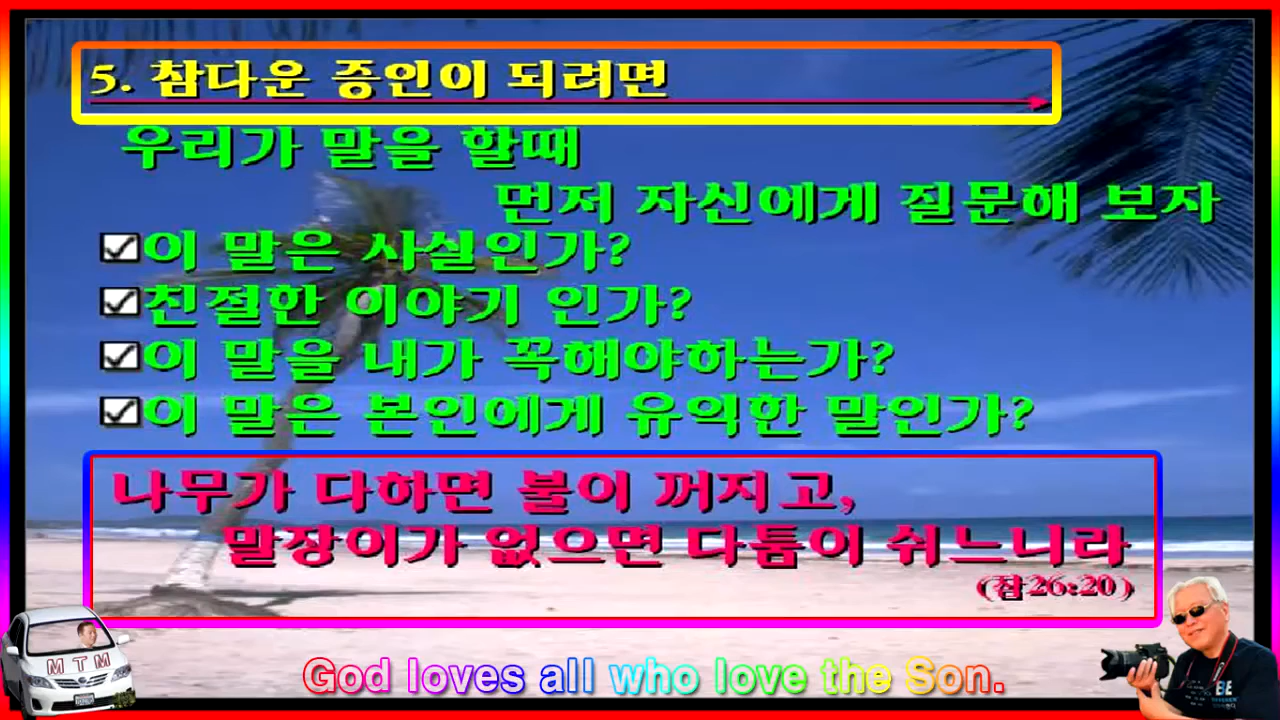 5. 참다운 증인이 되려면
우리가 말을 할때
먼저 자신에게 질문해 보자
이 말은 사실인가?
친절한 이야기 인가?
이 말을 내가 꼭해야하는가?
이 말은 본인에게 유익한 말인가?
나무가 다하면 불이 꺼지고,
말장이가 없으면 다툼이 쉬느니라
(잠26:20)
MTM
God loves all who love the Son.
BE